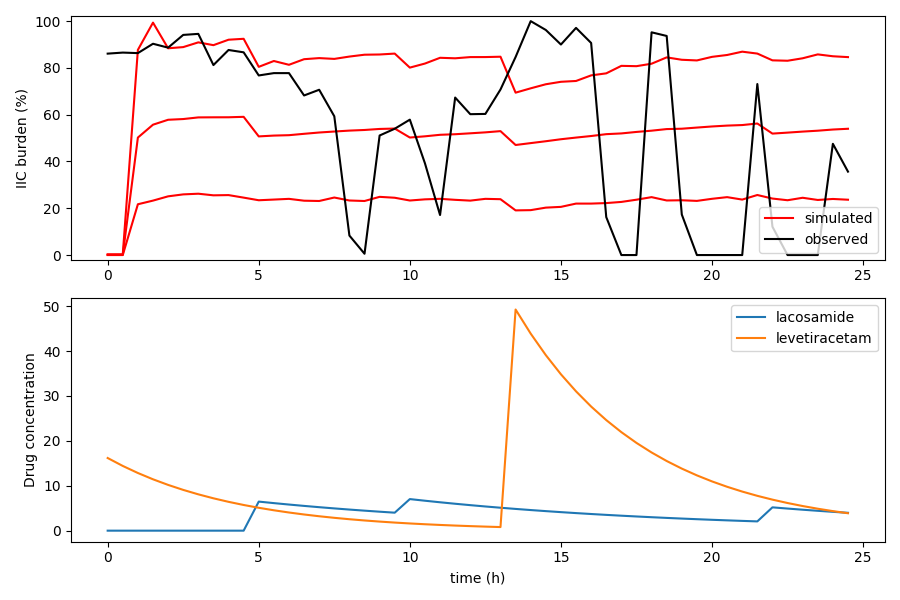 100
80
60
40
20
0
IIC burden (%)
simulated
observed
0 5 10 15 20 25
50
40
30
20
10
0
Drug concentration
lacosamide
levetiracetam
0 5 10 15 20 25
time (h)